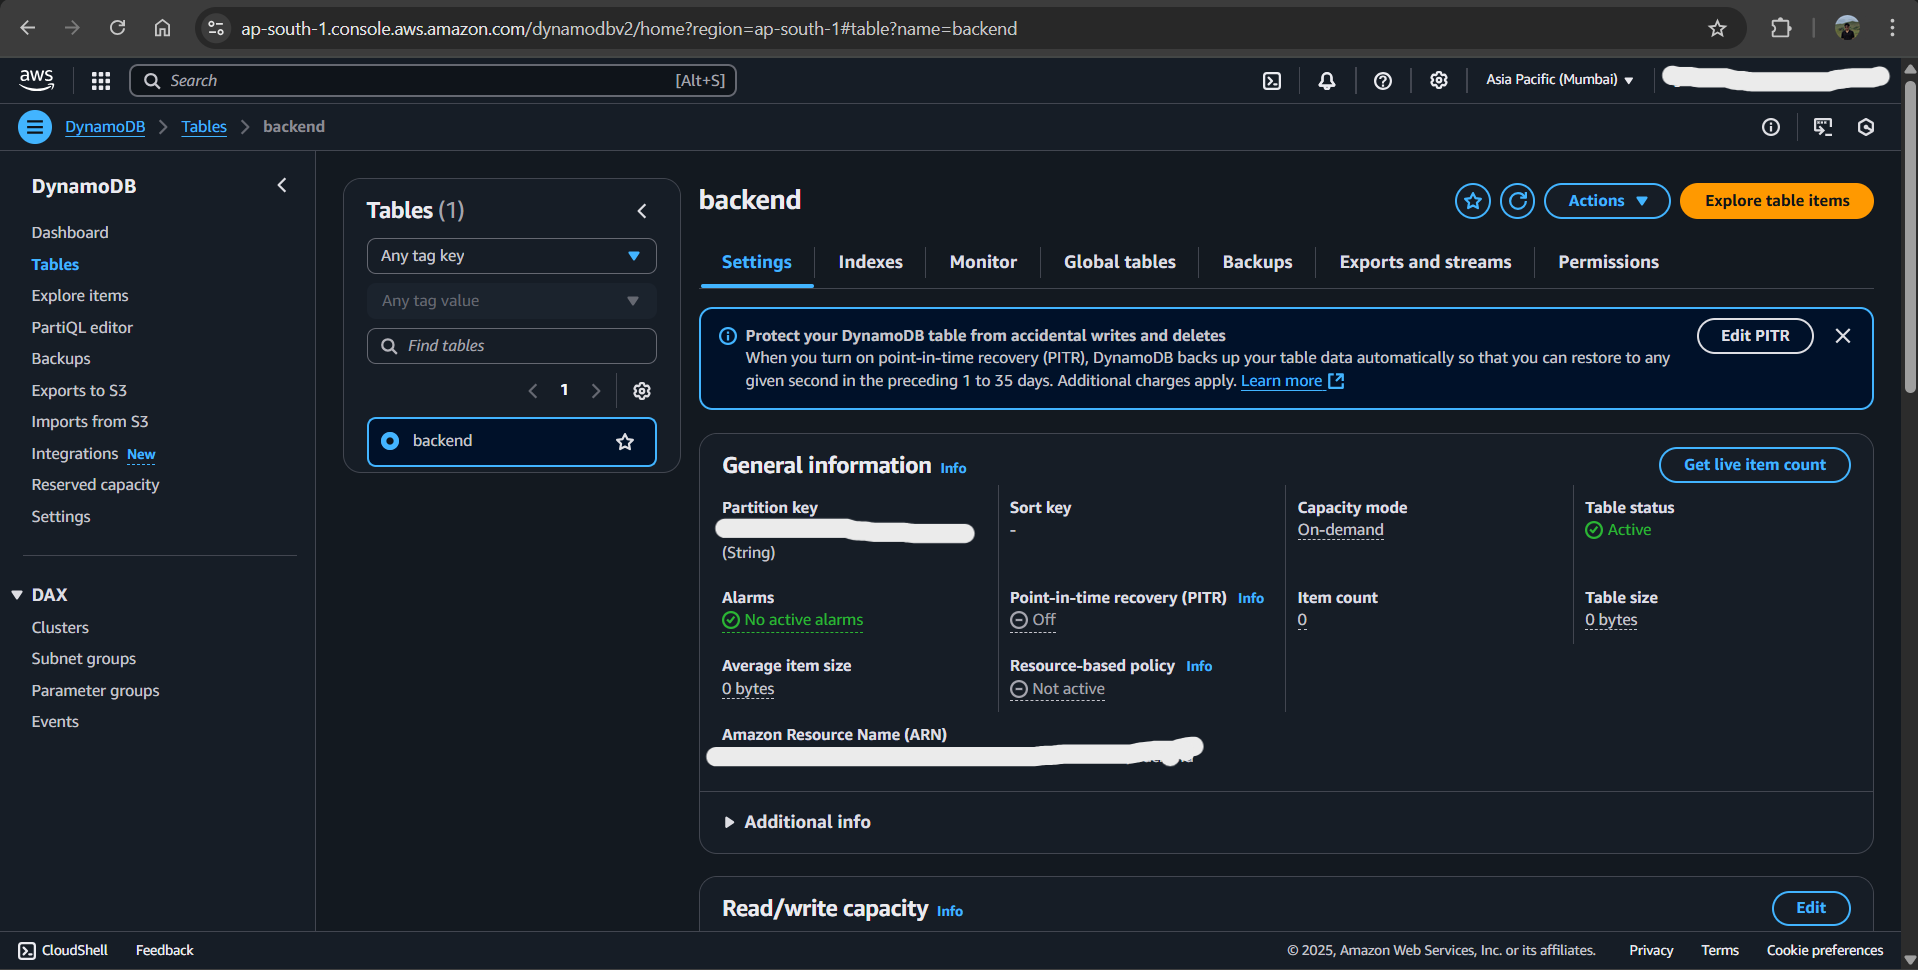 ap-south-1.console.aws.amazon.com/dynamodbv2/home?region=ap-south-1#table?name=backend
aws
Search [Alt+S]
Asia Pacific (Mumbai)
DynamoDB
Tables
backend
DynamoDB
Dashboard
Tables
Explore items
PartiQL editor
Backups
Exports to S3
Imports from S3
Integrations New
Reserved capacity
Settings
DAX
Clusters
Subnet groups
Parameter groups
Events
Tables (1)
Any tag key
Any tag value
Find tables
1
backend
backend
Actions
Explore table items
Settings
Indexes
Monitor
Global tables
Backups
Exports and streams
Permissions
Protect your DynamoDB table from accidental writes and deletes
When you turn on point-in-time recovery (PITR), DynamoDB backs up your table data automatically so that you can restore to any
given second in the preceding 1 to 35 days. Additional charges apply. Learn more
Edit PITR
General information Info
Get live item count
Partition key
(String)
Sort key
-
Capacity mode
On-demand
Table status
Active
Alarms
No active alarms
Point-in-time recovery (PITR) Info
Off
Item count
0
Table size
0 bytes
Average item size
0 bytes
Resource-based policy Info
Not active
Amazon Resource Name (ARN)
Additional info
Read/write capacity Info
Edit
CloudShell
Feedback
© 2025, Amazon Web Services, Inc. or its affiliates.
Privacy
Terms
Cookie preferences